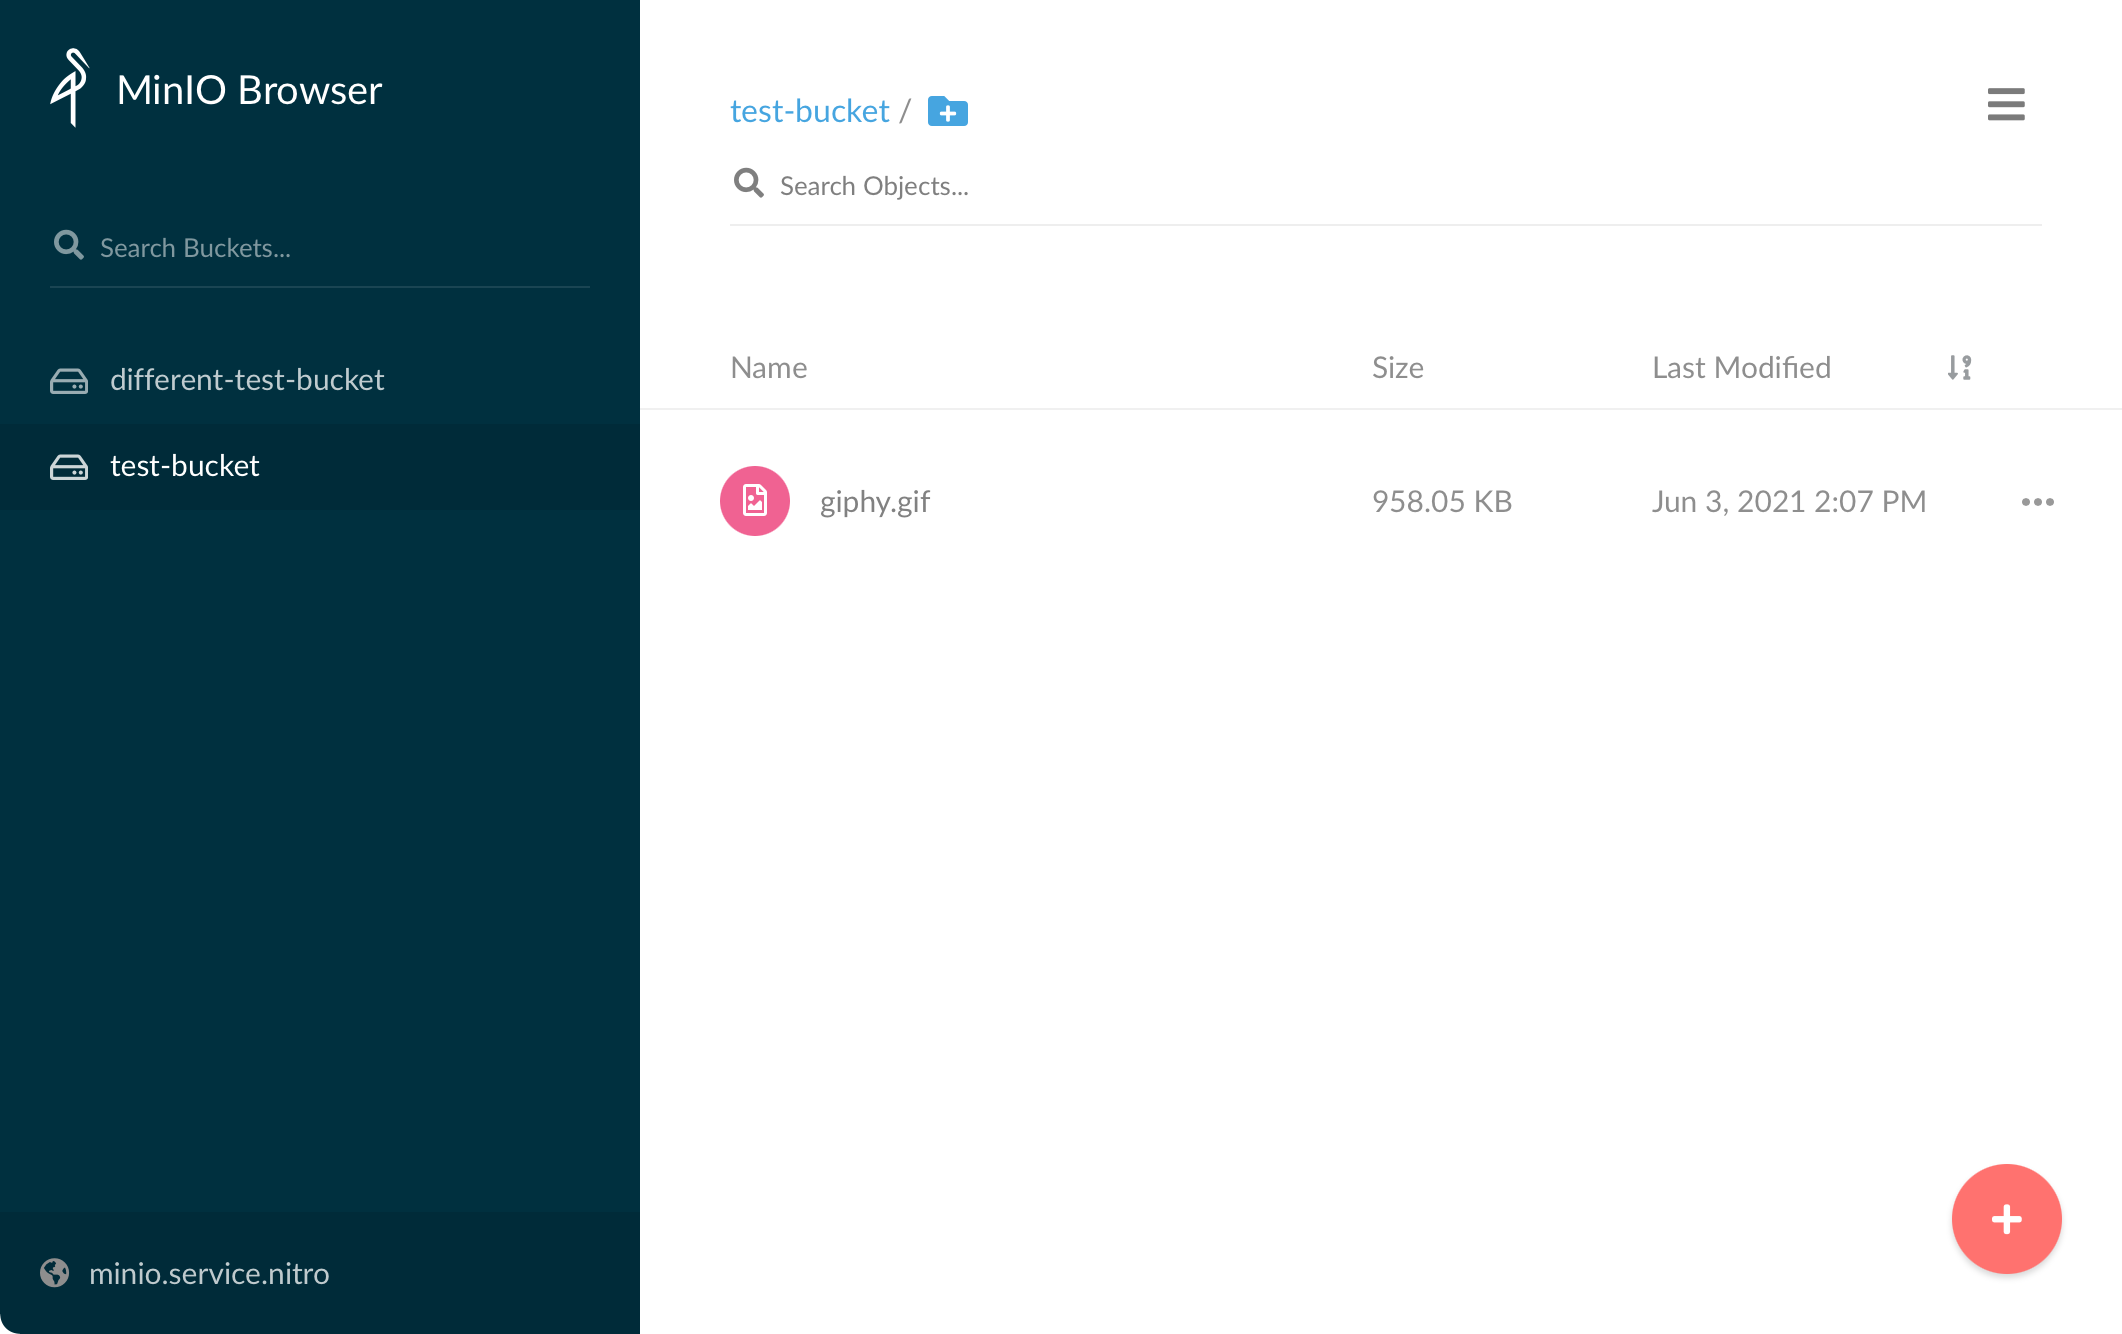 MinIO Browser
Search Buckets...
different-test-bucket
test-bucket
minio.service.nitro
test-bucket /
Search Objects...
Name Size Last Modified
giphy.gif 958.05 KB Jun 3, 2021 2:07 PM